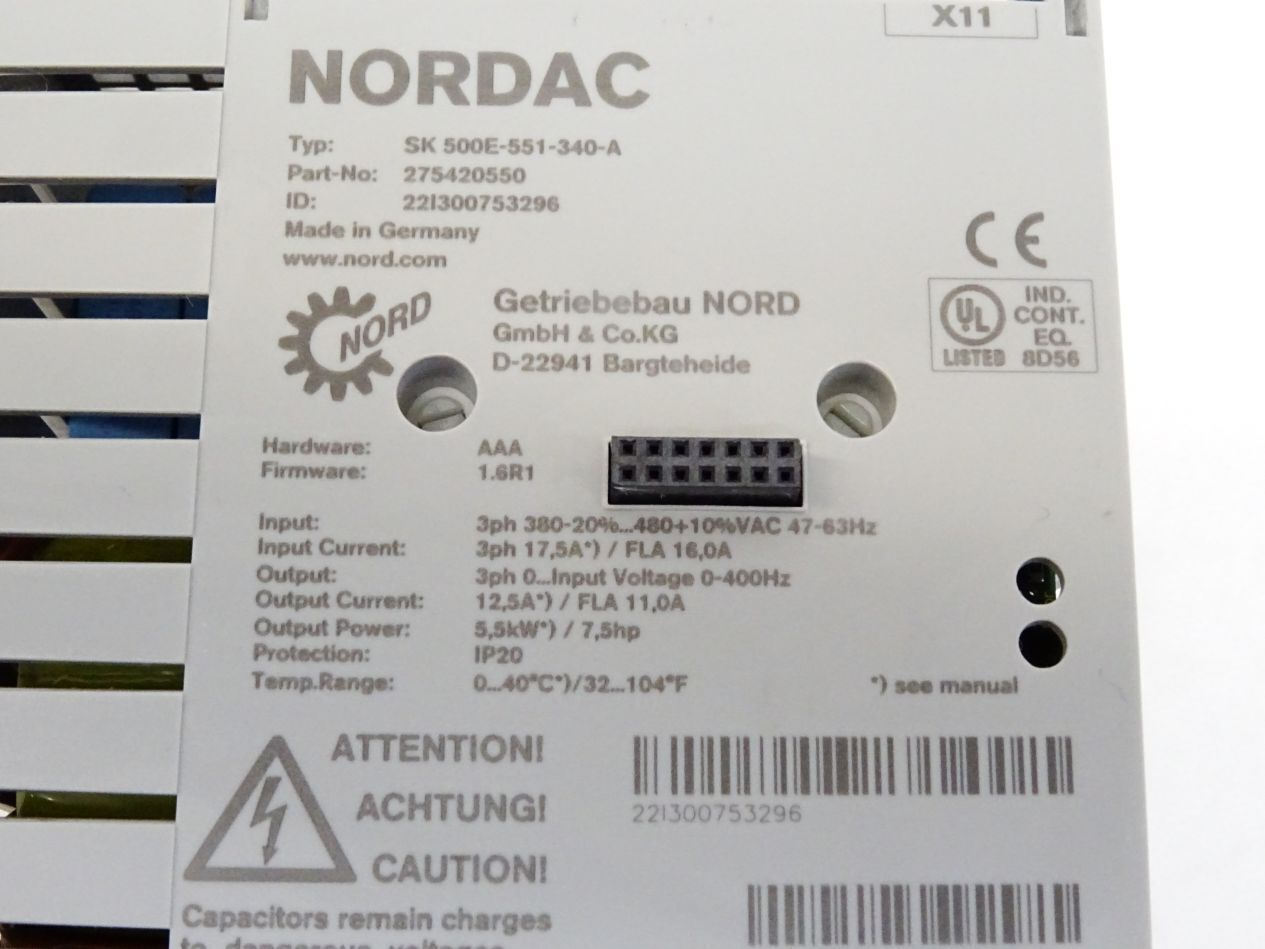 X11
NORDAC
Typ: SK 500E-551-340-A
Part-No: 275420550
ID: 22I300753296
Made in Germany
www.nord.com
CE
NORD
Getriebebau NORD
GmbH & Co.KG
D-22941 Bargteheide
UL
LISTED
IND.
CONT.
EQ.
8D56
Hardware: AAA
Firmware: 1.6R1
Input: 3ph 380-20%...480+10%VAC 47-63Hz
Input Current: 3ph 17,5A*) / FLA 16,0A
Output: 3ph 0...Input Voltage 0-400Hz
Output Current: 12,5A*) / FLA 11,0A
Output Power: 5,5kW*) / 7,5hp
Protection: IP20
Temp.Range: 0...40°C*)/32...104°F
*) see manual
ATTENTION!
ACHTUNG!
CAUTION!
22I300753296
Capacitors remain charges
to dangerous voltages